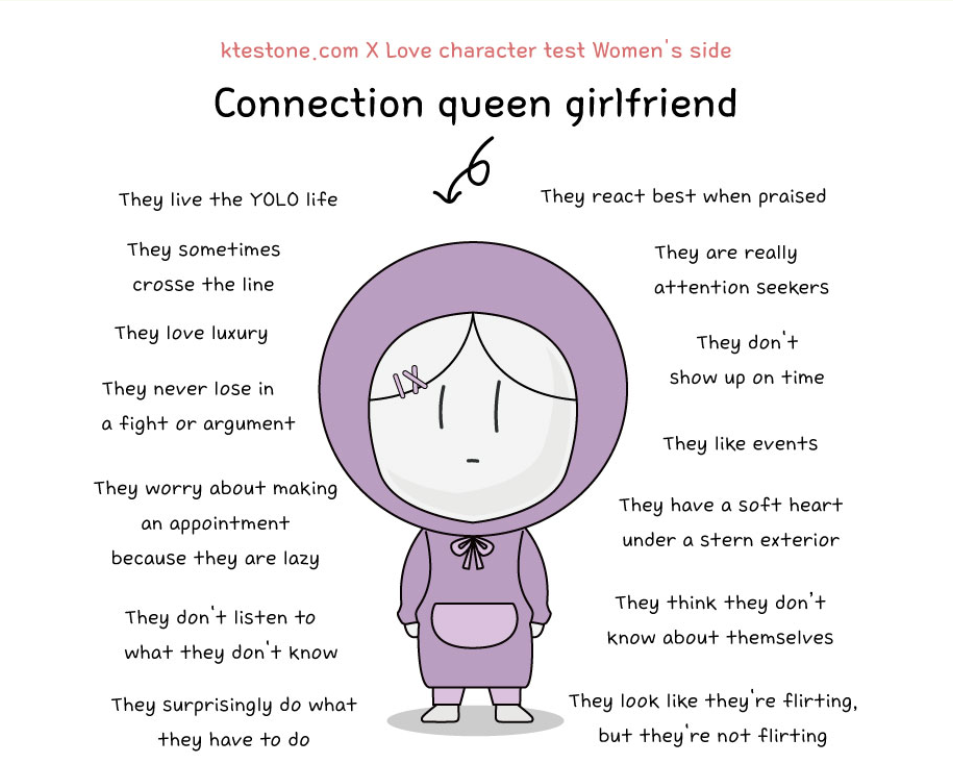 ktestone.com X Love character test Women's side
Connection queen girlfriend
They live the YOLO life
They sometimes
crosse the line
They love luxury
They never lose in
a fight or argument
They worry about making
an appointment
because they are lazy
They don't listen to
what they don't know
They surprisingly do what
they have to do
They react best when praised
They are really
attention seekers
They don't
show up on time
They like events
They have a soft heart
under a stern exterior
They think they don't
know about themselves
They look like they're flirting,
but they're not flirting